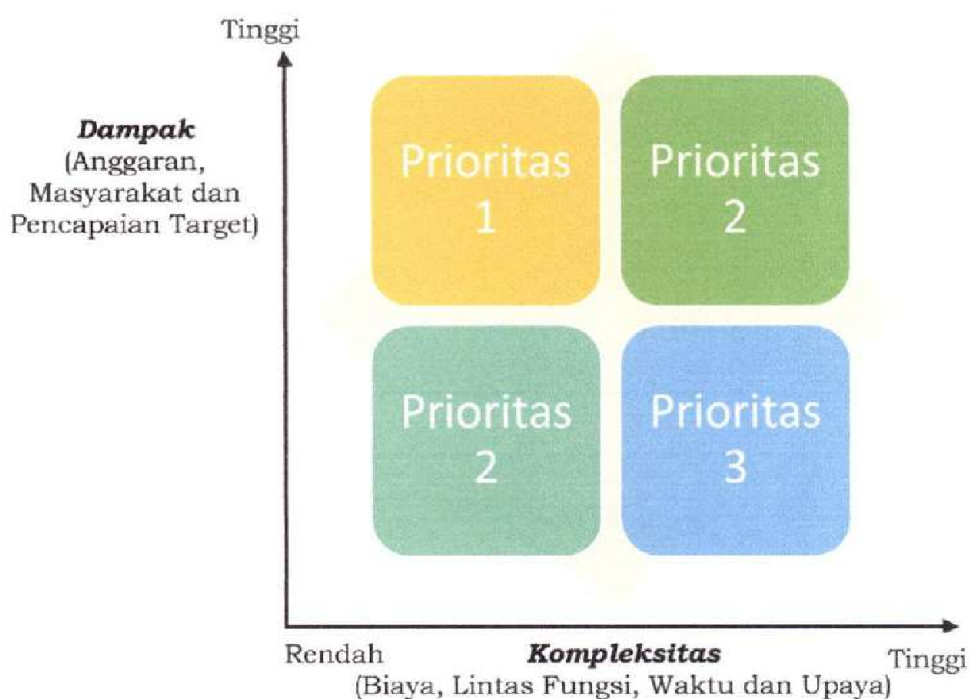 Tinggi
Dampak
(Anggaran,
Masyarakat dan
Pencapaian Target)
Prioritas
1
Prioritas
2
Prioritas
2
Prioritas
3
Rendah
Kompleksitas
Tinggi
(Biaya, Lintas Fungsi, Waktu dan Upaya)